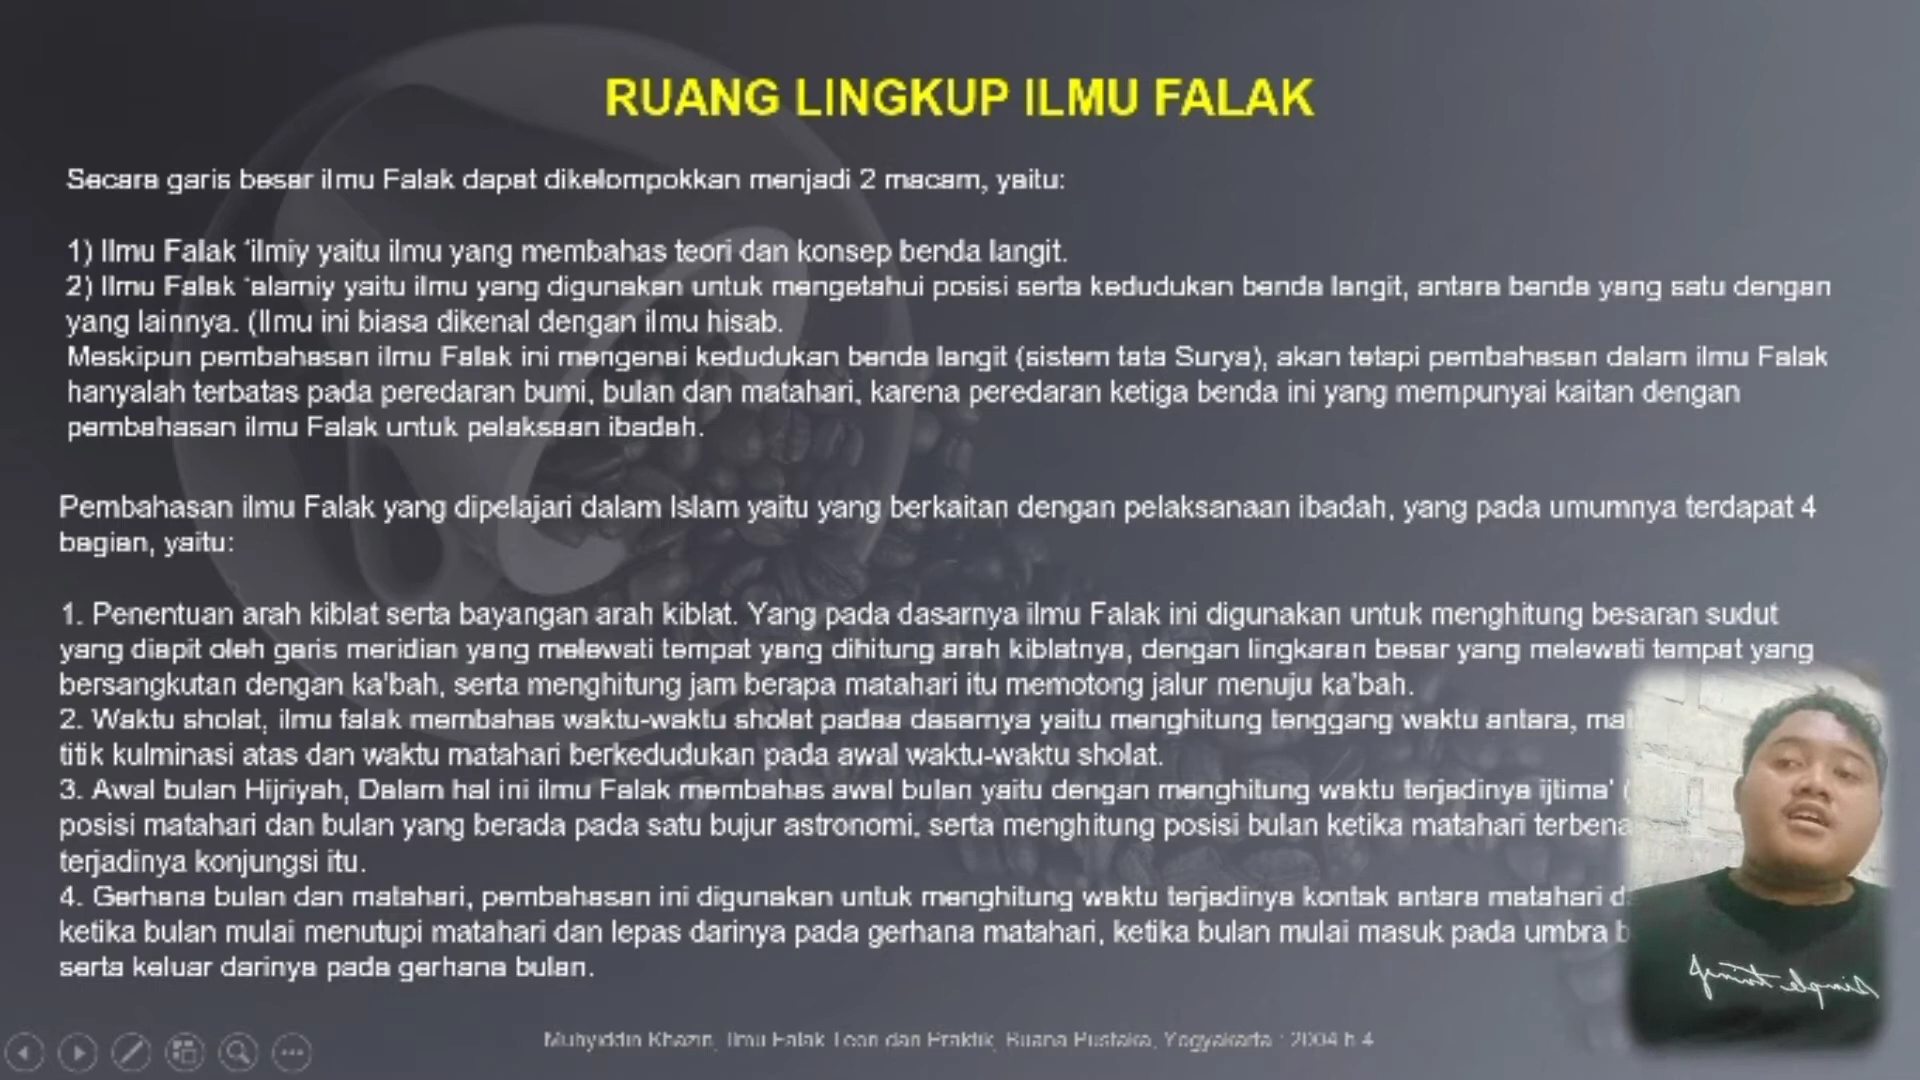 RUANG LINGKUP ILMU FALAK
Secara garis besar ilmu Falak dapat dikelompokkan menjadi 2 macam, yaitu:
1) Ilmu Falak ‘ilmiy yaitu ilmu yang membahas teori dan konsep benda langit.
2) Ilmu Falak ‘alamiy yaitu ilmu yang digunakan untuk mengetahui posisi serta kedudukan benda langit, antara benda yang satu dengan
yang lainnya. (Ilmu ini biasa dikenal dengan ilmu hisab.
Meskipun pembahasan ilmu Falak ini mengenai kedudukan benda langit (sistem tata Surya), akan tetapi pembahasan dalam ilmu Falak
hanyalah terbatas pada peredaran bumi, bulan dan matahari, karena peredaran ketiga benda ini yang mempunyai kaitan dengan
pembahasan ilmu Falak untuk pelaksaan ibadah.
Pembahasan ilmu Falak yang dipelajari dalam Islam yaitu yang berkaitan dengan pelaksanaan ibadah, yang pada umumnya terdapat 4
bagian, yaitu:
1. Penentuan arah kiblat serta bayangan arah kiblat. Yang pada dasarnya ilmu Falak ini digunakan untuk menghitung besaran sudut
yang diapit oleh garis meridian yang melewati tempat yang dihitung arah kiblatnya, dengan lingkaran besar yang melewati tempat yang
bersangkutan dengan ka’bah, serta menghitung jam berapa matahari itu memotong jalur menuju ka’bah.
2. Waktu sholat, ilmu falak membahas waktu-waktu sholat padaa dasarnya yaitu menghitung tenggang waktu antara,
titik kulminasi atas dan waktu matahari berkedudukan pada awal waktu-waktu sholat.
3. Awal bulan Hijriyah, Dalam hal ini ilmu Falak membahas awal bulan yaitu dengan menghitung waktu terjadinya ijtima’ (
posisi matahari dan bulan yang berada pada satu bujur astronomi, serta menghitung posisi bulan ketika matahari
terjadinya konjungsi itu.
4. Gerhana bulan dan matahari, pembahasan ini digunakan untuk menghitung waktu terjadinya kontak antara matahari
ketika bulan mulai menutupi matahari dan lepas darinya pada gerhana matahari, ketika bulan mulai masuk pada umbra
serta keluar darinya pada gerhana bulan.
Muhyiddin Khazin, Ilmu Falak Teori dan Praktik, Buana Pustaka, Yogyakarta : 2004 h 4
simple